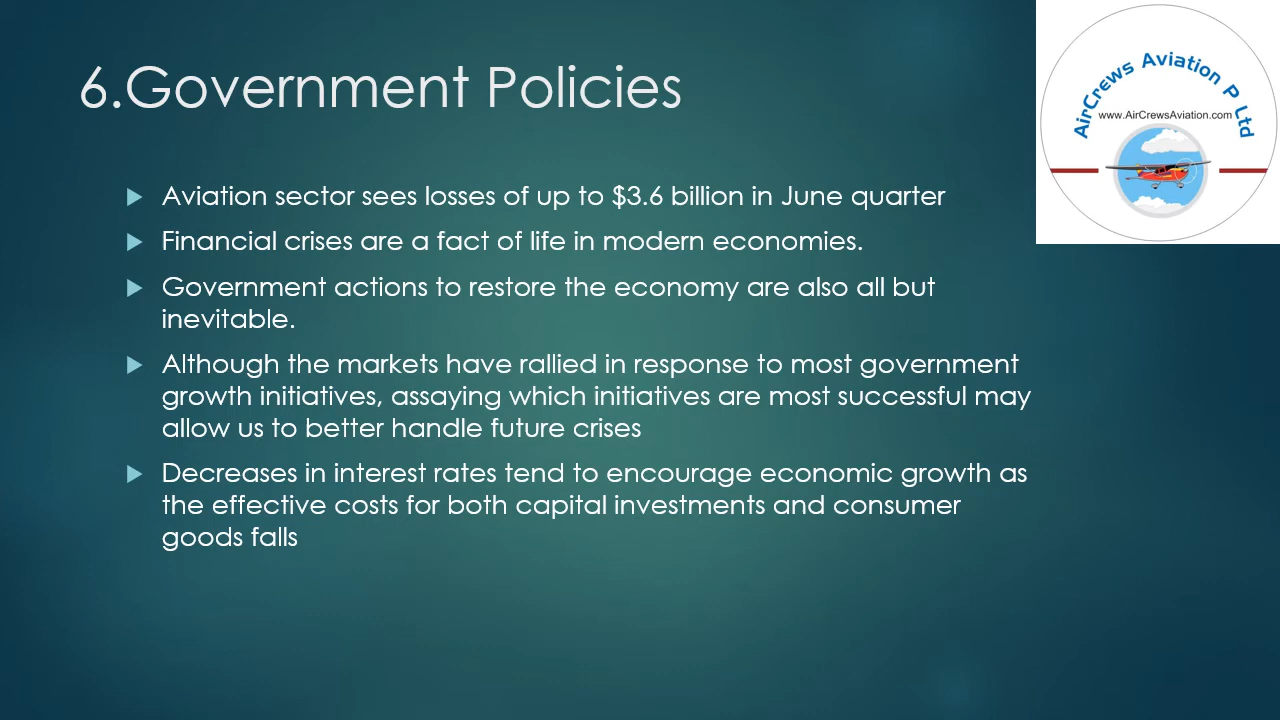 6.Government Policies
AirCrews Aviation P Ltd
www.AirCrewsAviation.com
Aviation sector sees losses of up to $3.6 billion in June quarter
Financial crises are a fact of life in modern economies.
Government actions to restore the economy are also all but
inevitable.
Although the markets have rallied in response to most government
growth initiatives, assaying which initiatives are most successful may
allow us to better handle future crises
Decreases in interest rates tend to encourage economic growth as
the effective costs for both capital investments and consumer
goods falls